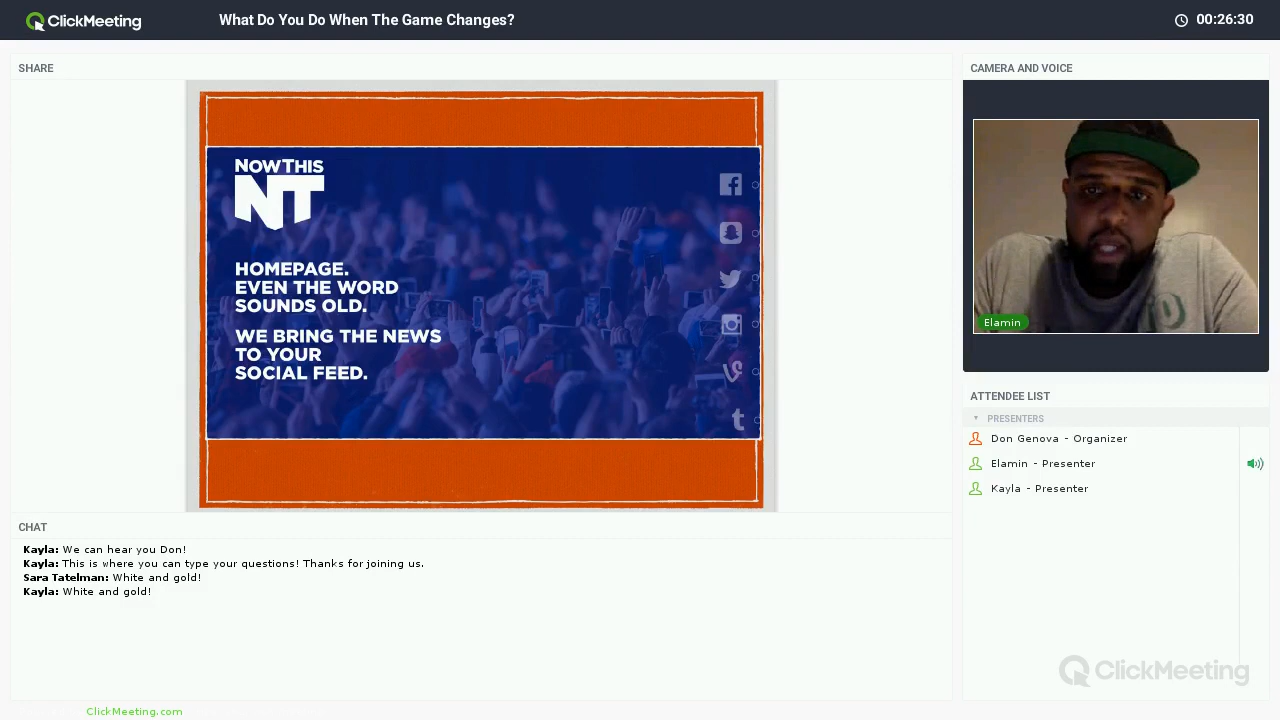 ClickMeeting
What Do You Do When The Game Changes?
00:26:30
SHARE
NOWTHIS
NT
HOMEPAGE.
EVEN THE WORD
SOUNDS OLD.
WE BRING THE NEWS
TO YOUR
SOCIAL FEED.
CAMERA AND VOICE
Elamin
ATTENDEE LIST
PRESENTERS
Don Genova - Organizer
Elamin - Presenter
Kayla - Presenter
CHAT
Kayla: We can hear you Don!
Kayla: This is where you can type your questions! Thanks for joining us.
Sara Tatelman: White and gold!
Kayla: White and gold!
ClickMeeting
ClickMeeting.com